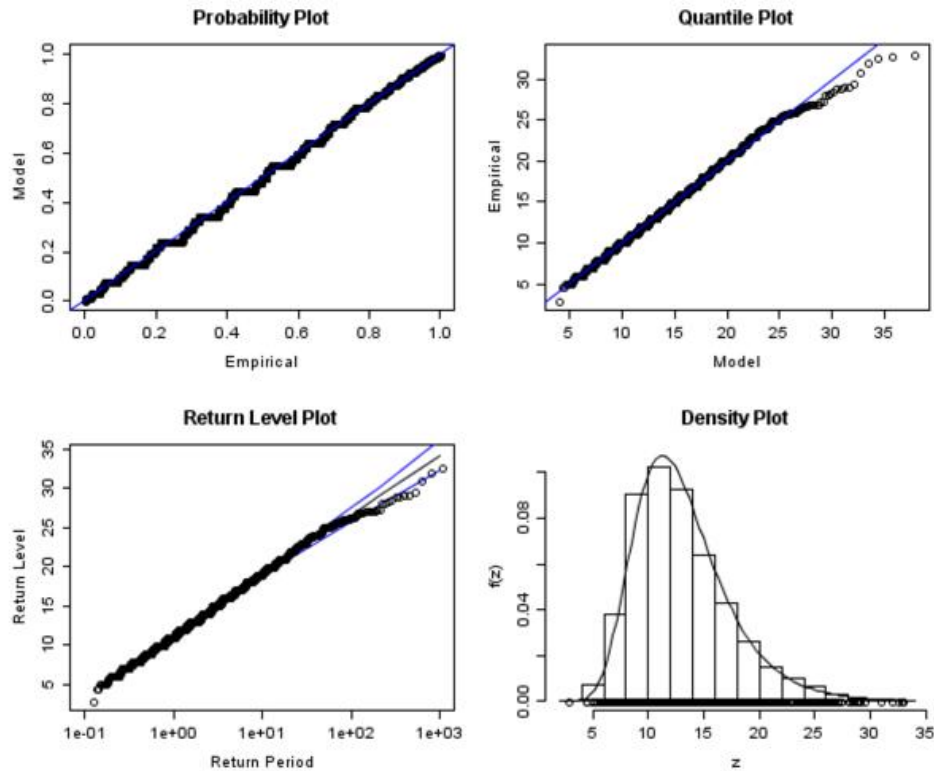 Probability Plot
Model
0.0 0.2 0.4 0.6 0.8 1.0
0.0 0.2 0.4 0.6 0.8 1.0
Empirical
Quantile Plot
Empirical
5 10 15 20 25 30
5 10 15 20 25 30 35
Model
Return Level Plot
Return Level
5 10 15 20 25 30 35
1e-01 1e+00 1e+01 1e+02 1e+03
Return Period
Density Plot
f(z)
0.00 0.04 0.08
5 10 15 20 25 30 35
z